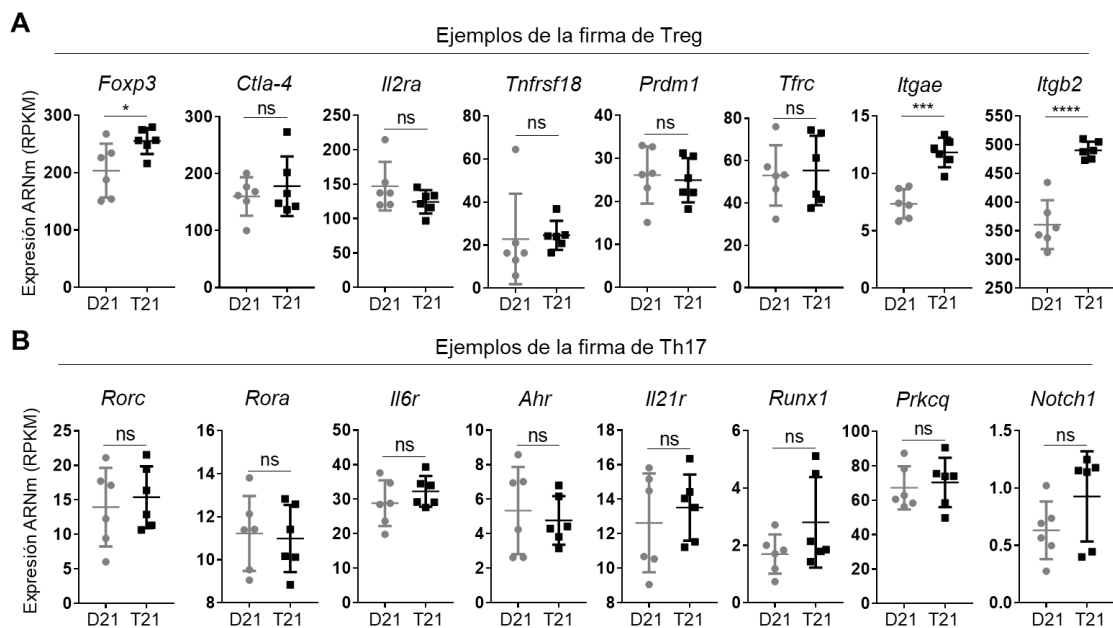 A
Ejemplos de la firma de Treg
Foxp3 Ctla-4 Il2ra Tnfrsf18 Prdm1 Tfrc Itgae Itgb2
* ns ns ns ns ns *** ****
Expresión ARNm (RPKM)
300 200 100 0
300 200 100 0
200 150 100 50 0
80 60 40 20 0
40 30 20 10 0
80 60 40 20 0
15 10 5 0
550 500 450 400 350 300 250
D21 T21 D21 T21 D21 T21 D21 T21 D21 T21 D21 T21 D21 T21 D21 T21
B
Ejemplos de la firma de Th17
Rorc Rora Il6r Ahr Il21r Runx1 Prkcq Notch1
ns ns ns ns ns ns ns ns
Expresión ARNm (RPKM)
25 20 15 10 5 0
16 14 12 10 8
50 40 30 20 10 0
10 8 6 4 2 0
18 16 14 12 10 8
6 4 2 0
100 80 60 40 20 0
1.5 1.0 0.5 0.0
D21 T21 D21 T21 D21 T21 D21 T21 D21 T21 D21 T21 D21 T21 D21 T21